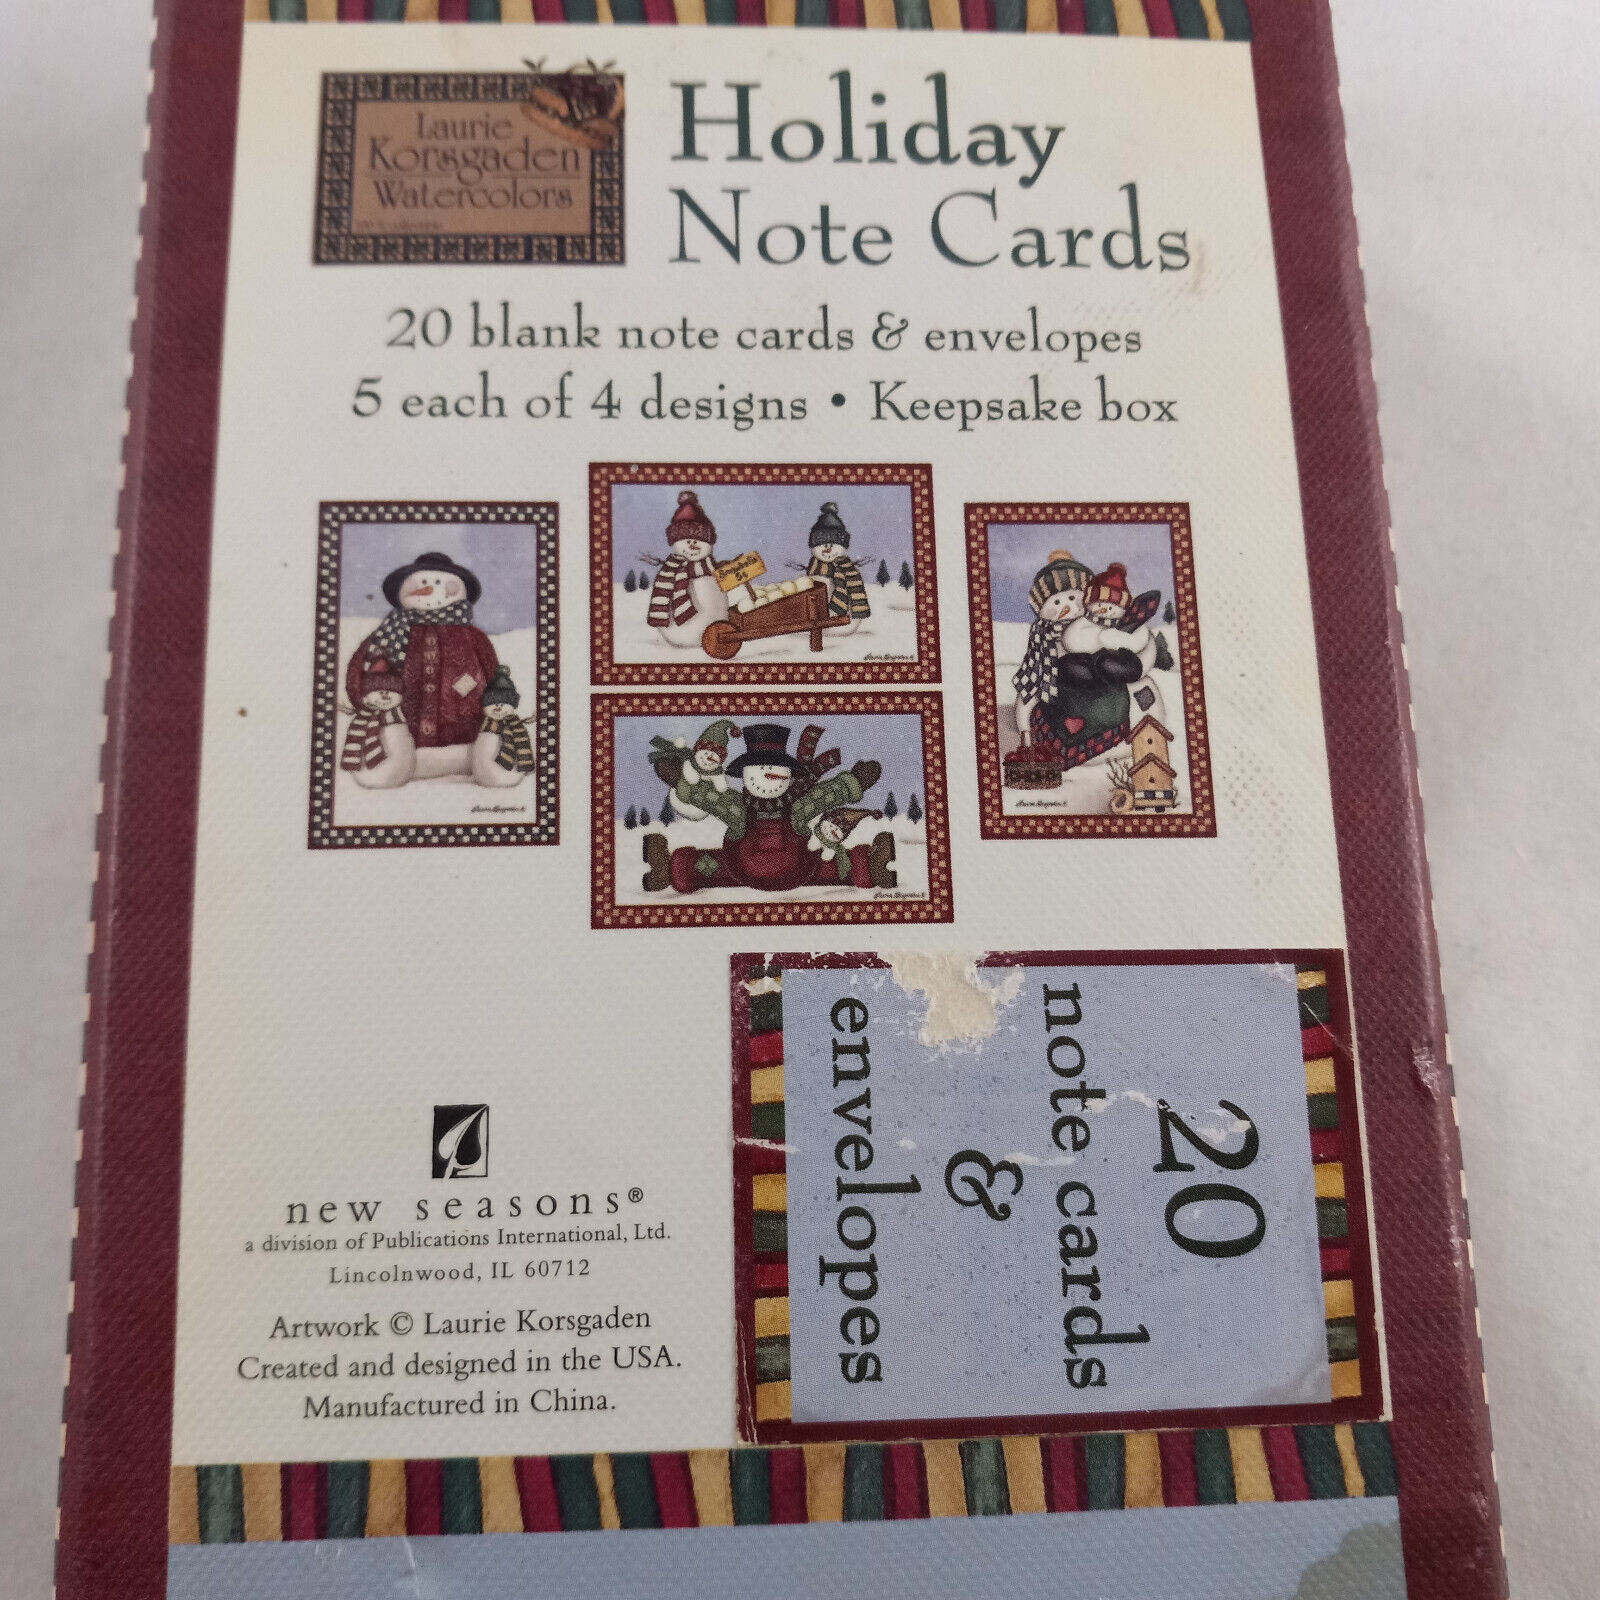 Laurie
Korsgaden
Watercolors
Holiday
Note Cards
20 blank note cards & envelopes
5 each of 4 designs • Keepsake box
Snowballs
5¢
new seasons®
a division of Publications International, Ltd.
Lincolnwood, IL 60712
Artwork © Laurie Korsgaden
Created and designed in the USA.
Manufactured in China.
20
note cards
&
envelopes